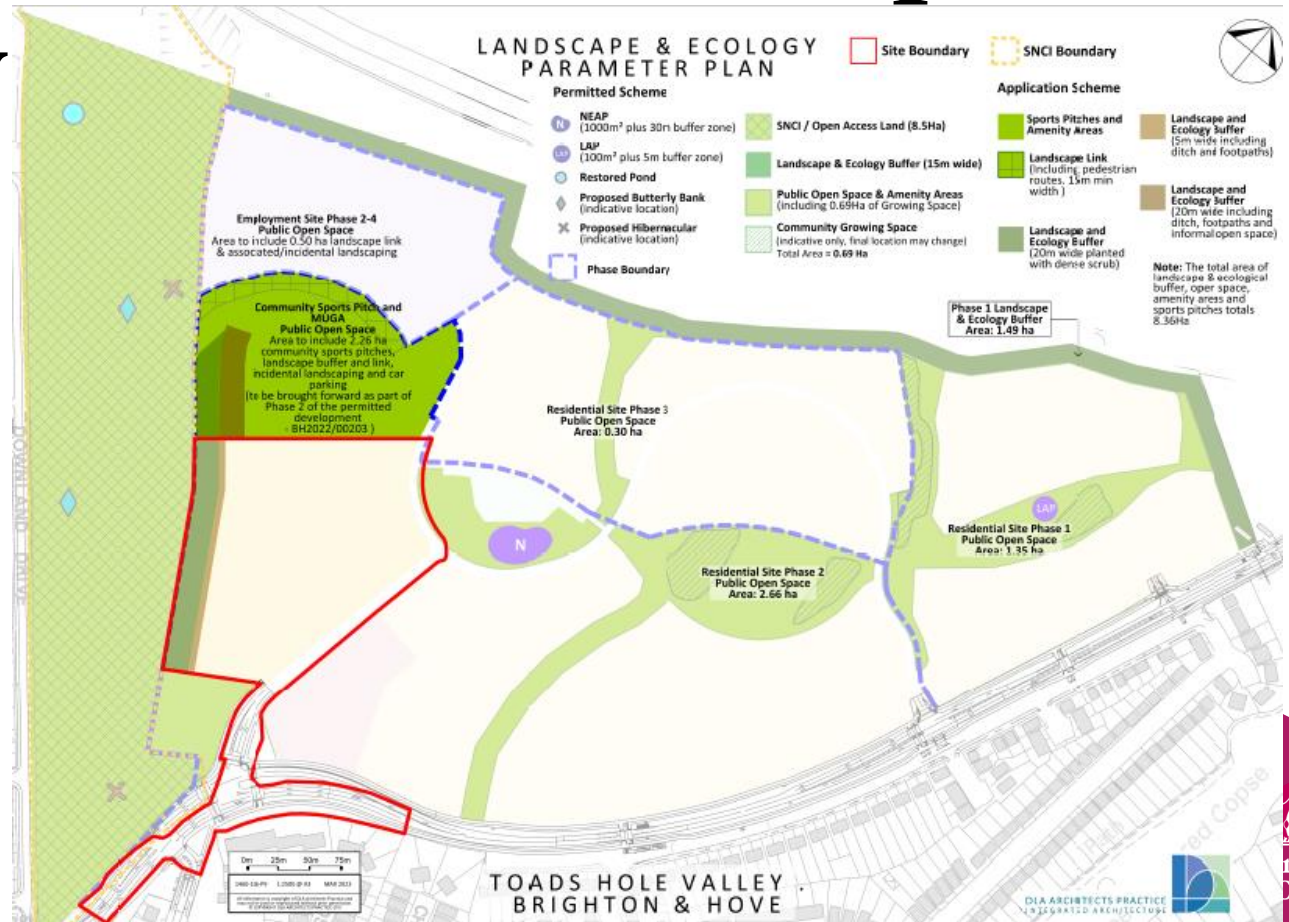 LANDSCAPE & ECOLOGY
PARAMETER PLAN
Site Boundary
SNCI Boundary
Permitted Scheme
N
NEAP
(1000m² plus 30m buffer zone)
LAP
LAP
(100m² plus 5m buffer zone)
Restored Pond
Proposed Butterly Bank
(indicative location)
Proposed Hibernacular
(indicative location)
Phase Boundary
SNCI / Open Access Land (8.5Ha)
Landscape & Ecology Buffer (15m wide)
Public Open Space & Amenity Areas
(including 0.69Ha of Growing Space)
Community Growing Space
(indicative only, final location may change)
Total Area = 0.69 Ha
Application Scheme
Sports Pitches and
Amenity Areas
Landscape Link
(including pedestrian
routes. 15m min
width )
Landscape and
Ecology Buffer
(20m wide planted
with dense scrub)
Landscape and
Ecology Buffer
(5m wide including
ditch and footpaths)
Landscape and
Ecology Buffer
(20m wide including
ditch, footpaths and
informalopen space)
Note: The total area of
landscape & ecological
buffer, oper space,
amenity areas and
sports pitches totals
8.36Ha
Employment Site Phase 2-4
Public Open Space
Area to include 0.50 ha landscape link
& assocated/incidental landscaping
Community Sports Pitch and
MUGA
Public Open Space
Area to include 2.26 ha
community sports pitches,
landscape buffer and link,
incidental landscaping and car
parking
(to be brought forward as part of
Phase 2 of the permitted
development
- BH2022/00203 )
Phase 1 Landscape
& Ecology Buffer
Area: 1.49 ha
Residential Site Phase 3
Public Open Space
Area: 0.30 ha
N
LAP
Residential Site Phase 1
Public Open Space
Area: 1.35 ha
Residential Site Phase 2
Public Open Space
Area: 2.66 ha
DOWNLAND DRIVE
0m 25m 50m 75m
TOADS HOLE VALLEY .
BRIGHTON & HOVE
DLA ARCHITECTS PRACTICE
INTEGRATED ARCHITECTURE
ed Copse